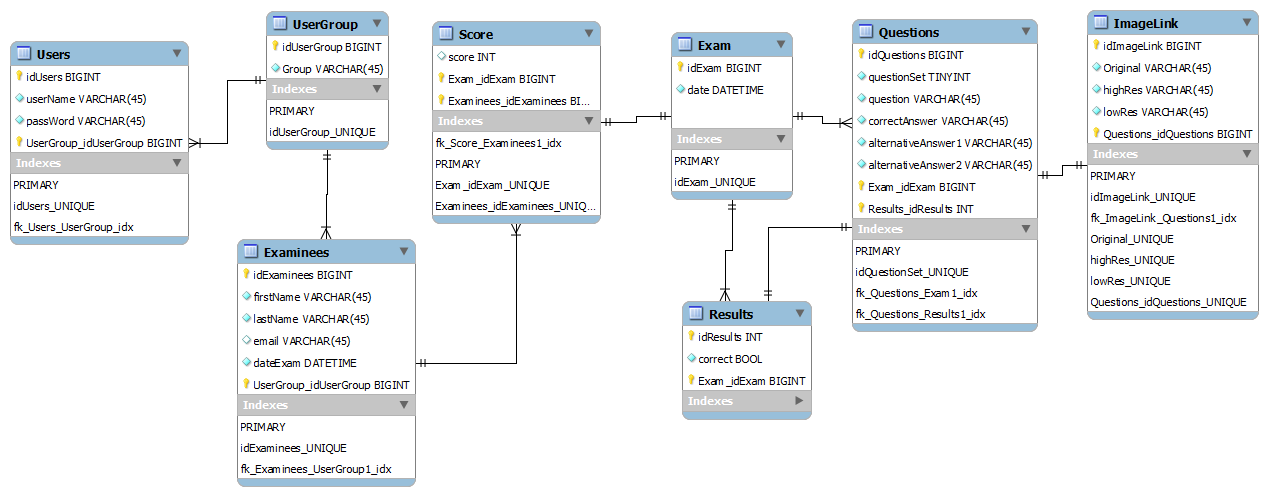 Users
idUsers BIGINT
userName VARCHAR(45)
passWord VARCHAR(45)
UserGroup_idUserGroup BIGINT
Indexes
PRIMARY
idUsers_UNIQUE
fk_Users_UserGroup_idx
UserGroup
idUserGroup BIGINT
Group VARCHAR(45)
Indexes
PRIMARY
idUserGroup_UNIQUE
Examinees
idExaminees BIGINT
firstName VARCHAR(45)
lastName VARCHAR(45)
email VARCHAR(45)
dateExam DATETIME
UserGroup_idUserGroup BIGINT
Indexes
PRIMARY
idExaminees_UNIQUE
fk_Examinees_UserGroup1_idx
Score
score INT
Exam_idExam BIGINT
Examinees_idExaminees BI...
Indexes
fk_Score_Examinees1_idx
PRIMARY
Exam_idExam_UNIQUE
Examinees_idExaminees_UNIQ...
Exam
idExam BIGINT
date DATETIME
Indexes
PRIMARY
idExam_UNIQUE
Results
idResults INT
correct BOOL
Exam_idExam BIGINT
Indexes
Questions
idQuestions BIGINT
questionSet TINYINT
question VARCHAR(45)
correctAnswer VARCHAR(45)
alternativeAnswer1 VARCHAR(45)
alternativeAnswer2 VARCHAR(45)
Exam_idExam BIGINT
Results_idResults INT
Indexes
PRIMARY
idQuestionSet_UNIQUE
fk_Questions_Exam1_idx
fk_Questions_Results1_idx
ImageLink
idImageLink BIGINT
Original VARCHAR(45)
highRes VARCHAR(45)
lowRes VARCHAR(45)
Questions_idQuestions BIGINT
Indexes
PRIMARY
idImageLink_UNIQUE
fk_ImageLink_Questions1_idx
Original_UNIQUE
highRes_UNIQUE
lowRes_UNIQUE
Questions_idQuestions_UNIQUE